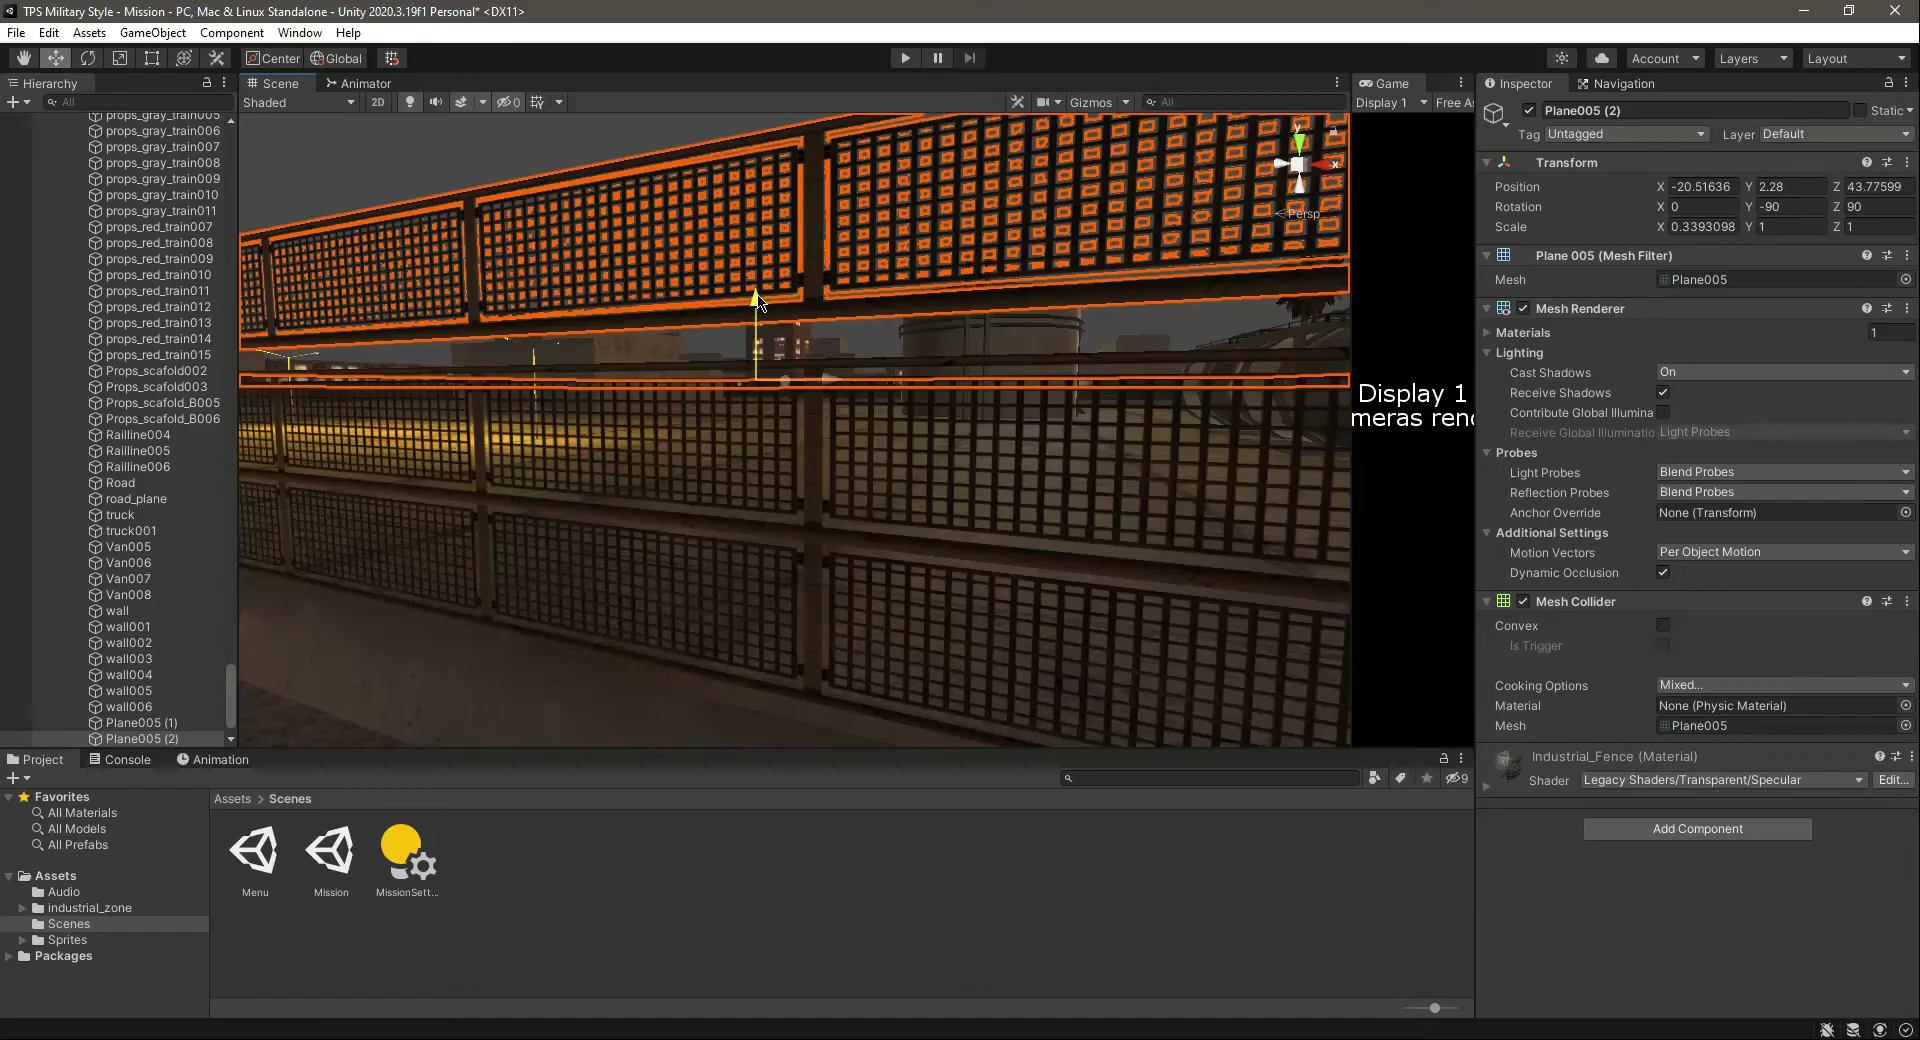 TPS Military Style - Mission - PC, Mac & Linux Standalone - Unity 2020.3.19f1 Personal* <DX11>
File Edit Assets GameObject Component Window Help
Center Global Account Layers Layout
Hierarchy
All
props_gray_train005
props_gray_train006
props_gray_train007
props_gray_train008
props_gray_train009
props_gray_train010
props_gray_train011
props_red_train007
props_red_train008
props_red_train009
props_red_train010
props_red_train011
props_red_train012
props_red_train013
props_red_train014
props_red_train015
Props_scafold002
Props_scafold003
Props_scafold_B005
Props_scafold_B006
Railline004
Railline005
Railline006
Road
road_plane
truck
truck001
Van005
Van006
Van007
Van008
wall
wall001
wall002
wall003
wall004
wall005
wall006
Plane005 (1)
Plane005 (2)
Scene Animator
Shaded 2D 0 Gizmos All
y
x
Persp
Game
Display 1 Free As
Display 1
meras rend
Inspector Navigation
Plane005 (2) Static
Tag Untagged Layer Default
Transform
Position X -20.51636 Y 2.28 Z 43.77599
Rotation X 0 Y -90 Z 90
Scale X 0.3393098 Y 1 Z 1
Plane 005 (Mesh Filter)
Mesh Plane005
Mesh Renderer
Materials 1
Lighting
Cast Shadows On
Receive Shadows
Contribute Global Illumina
Receive Global Illuminatio Light Probes
Probes
Light Probes Blend Probes
Reflection Probes Blend Probes
Anchor Override None (Transform)
Additional Settings
Motion Vectors Per Object Motion
Dynamic Occlusion
Mesh Collider
Convex
Is Trigger
Cooking Options Mixed...
Material None (Physic Material)
Mesh Plane005
Industrial_Fence (Material)
Shader Legacy Shaders/Transparent/Specular Edit...
Add Component
Project Console Animation
9
Favorites
All Materials
All Models
All Prefabs
Assets
Audio
industrial_zone
Scenes
Sprites
Packages
Assets > Scenes
Menu Mission MissionSett...